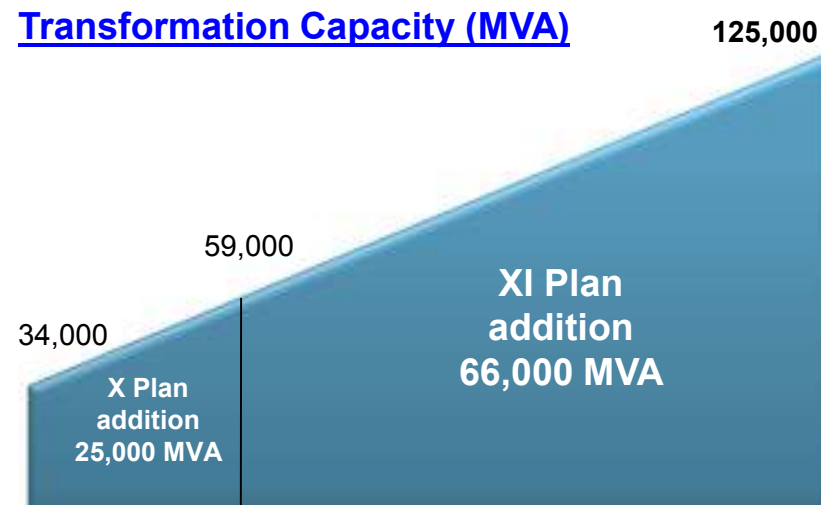 Transformation Capacity (MVA)
125,000
59,000
34,000
XI Plan
addition
66,000 MVA
X Plan
addition
25,000 MVA